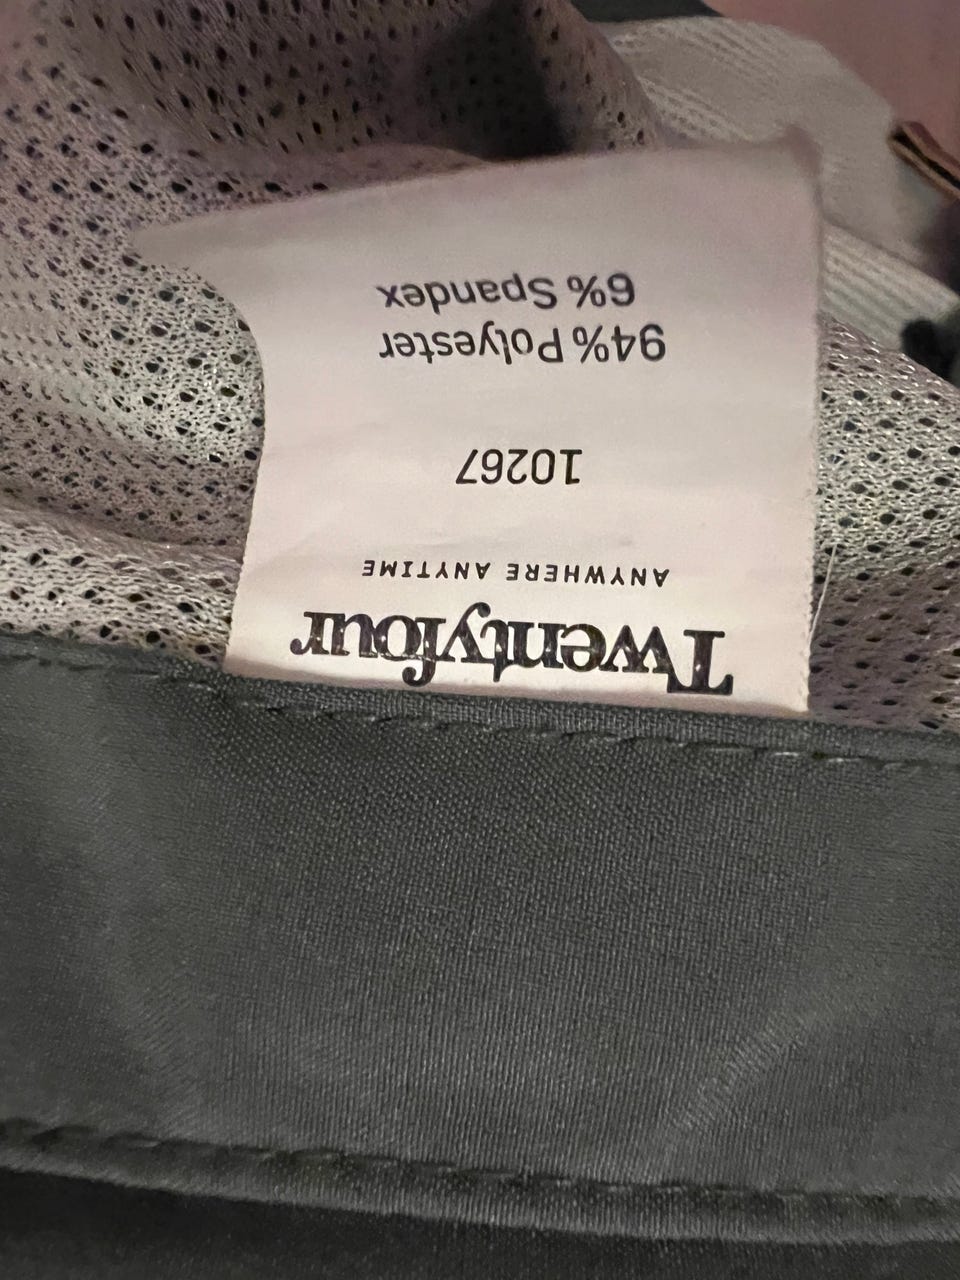 Twentyfour
ANYWHERE ANYTIME
10267
94% Polyester
6% Spandex